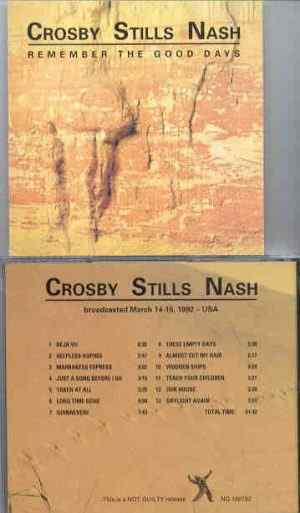 CROSBY STILLS NASH
REMEMBER THE GOOD DAYS
CROSBY STILLS NASH
broadcasted March 14-15, 1992 – USA
1 DEJA VU
2 HELPLESS HOPING
3 MARRAKESH EXPRESS
4 JUST A SONG BEFORE I GO
5 TAKEN AT ALL
6 LONG TIME GONE
7 GUINNEVERE
8 THESE EMPTY DAYS
9 ALMOST CUT MY HAIR
10 WOODEN SHIPS
11 TEACH YOUR CHILDREN
12 OUR HOUSE
13 DAYLIGHT AGAIN
TOTAL TIME
This is a NOT GUILTY release